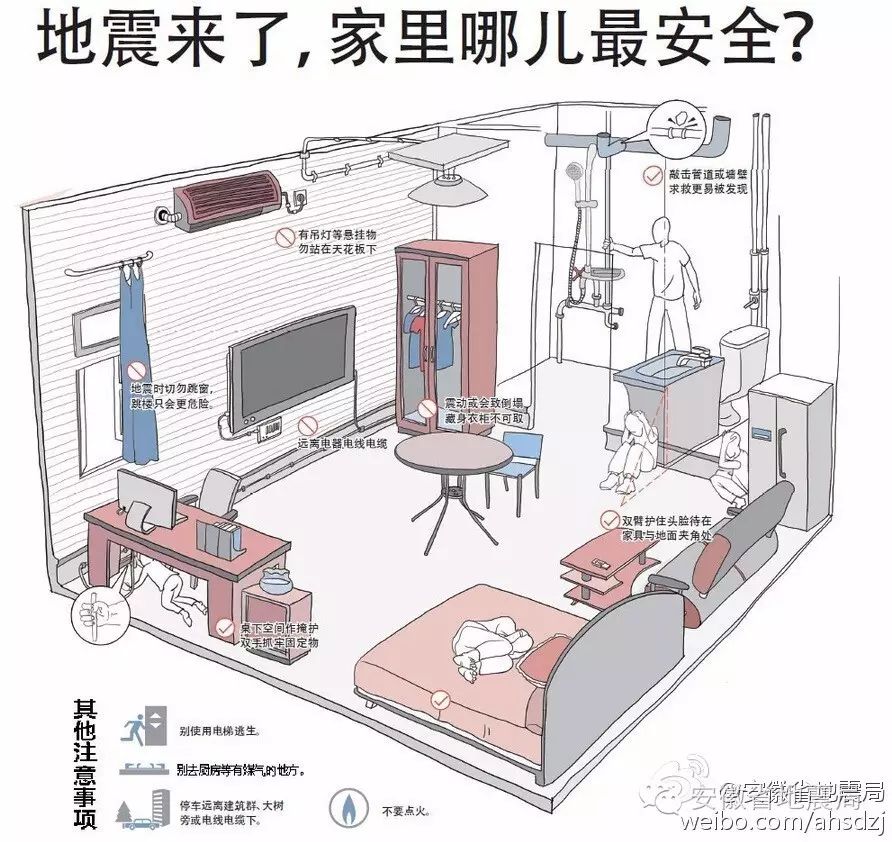 地震来了,家里哪儿最安全?
敲击管道或墙壁
求救更易被发现
有吊灯等悬挂物
勿站在天花板下
地震时切勿跳窗,
跳楼只会更危险。
远离电器电线电缆
震动或会致倒塌
藏身衣柜不可取
双臂护住头脸待在
家具与地面夹角处
桌下空间作掩护
双手抓牢固定物
其他注意事项
别使用电梯逃生。
别去厨房等有煤气的地方。
停车远离建筑群、大树
旁或电线电缆下。
不要点火。
安徽省地震局
@安徽省地震局
weibo.com/ahsdzj